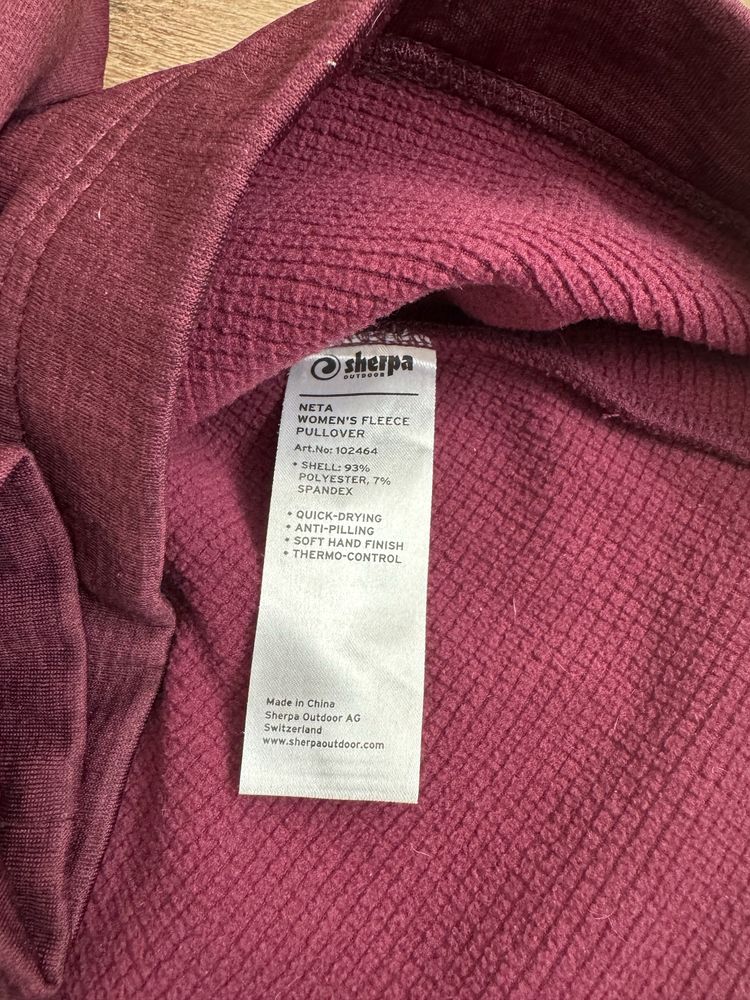 sherpa
OUTDOOR
NETA
WOMEN'S FLEECE
PULLOVER
Art.No: 102464
• SHELL: 93%
POLYESTER, 7%
SPANDEX
• QUICK-DRYING
• ANTI-PILLING
• SOFT HAND FINISH
• THERMO-CONTROL
Made in China
Sherpa Outdoor AG
Switzerland
www.sherpaoutdoor.com